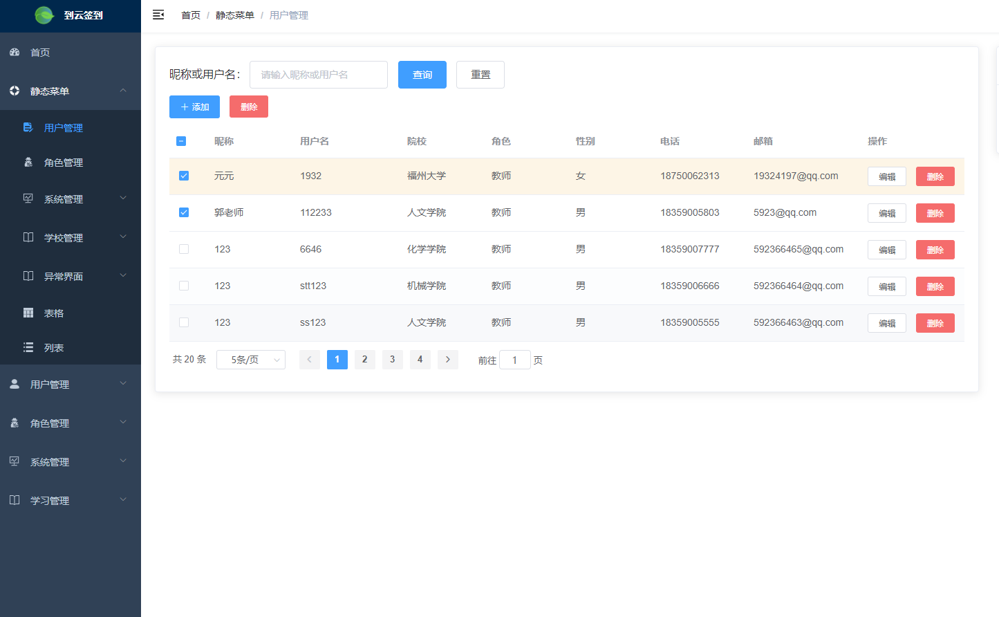 到云签到
首页 / 静态菜单 / 用户管理
首页
静态菜单
用户管理
角色管理
系统管理
学校管理
异常界面
表格
列表
用户管理
角色管理
系统管理
学习管理
昵称或用户名： 请输入昵称或用户名 查询 重置
添加 删除
昵称 用户名 院校 角色 性别 电话 邮箱 操作
元元 1932 福州大学 教师 女 18750062313 19324197@qq.com 编辑 删除
郭老师 112233 人文学院 教师 男 18359005803 5923@qq.com 编辑 删除
123 6646 化学学院 教师 男 18359007777 592366465@qq.com 编辑 删除
123 stt123 机械学院 教师 男 18359006666 592366464@qq.com 编辑 删除
123 ss123 人文学院 教师 男 18359005555 592366463@qq.com 编辑 删除
共 20 条 5条/页 < 1 2 3 4 > 前往 1 页